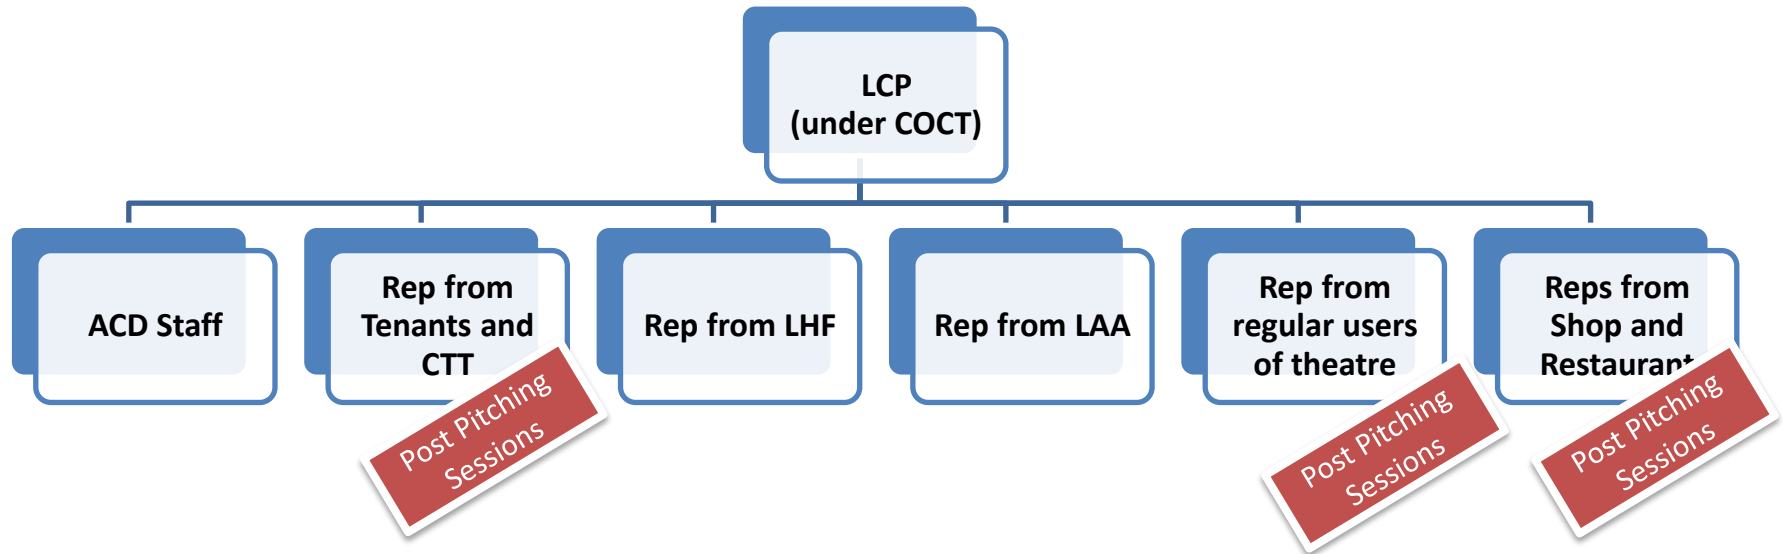 LCP
(under COCT)
ACD Staff
Rep from
Tenants and
CTT
Rep from LHF
Rep from LAA
Rep from
regular users
of theatre
Reps from
Shop and
Restaurant
Post Pitching
Sessions
Post Pitching
Sessions
Post Pitching
Sessions